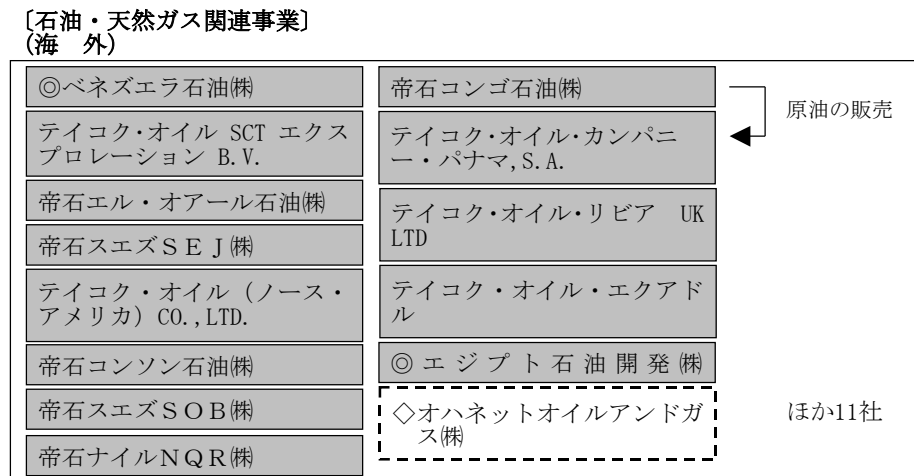 〔石油・天然ガス関連事業〕
(海　外)
◎ベネズエラ石油㈱
テイコク・オイル SCT エクス
プロレーション B.V.
帝石エル・オアール石油㈱
帝石スエズＳＥＪ㈱
テイコク・オイル（ノース・
アメリカ）CO.,LTD.
帝石コンソン石油㈱
帝石スエズＳＯＢ㈱
帝石ナイルＮＱＲ㈱
帝石コンゴ石油㈱
テイコク・オイル・カンパニ
ー・パナマ,S.A.
テイコク・オイル・リビア　UK
LTD
テイコク・オイル・エクアド
ル
◎エジプト石油開発㈱
◇オハネットオイルアンドガ
ス㈱
原油の販売
ほか11社